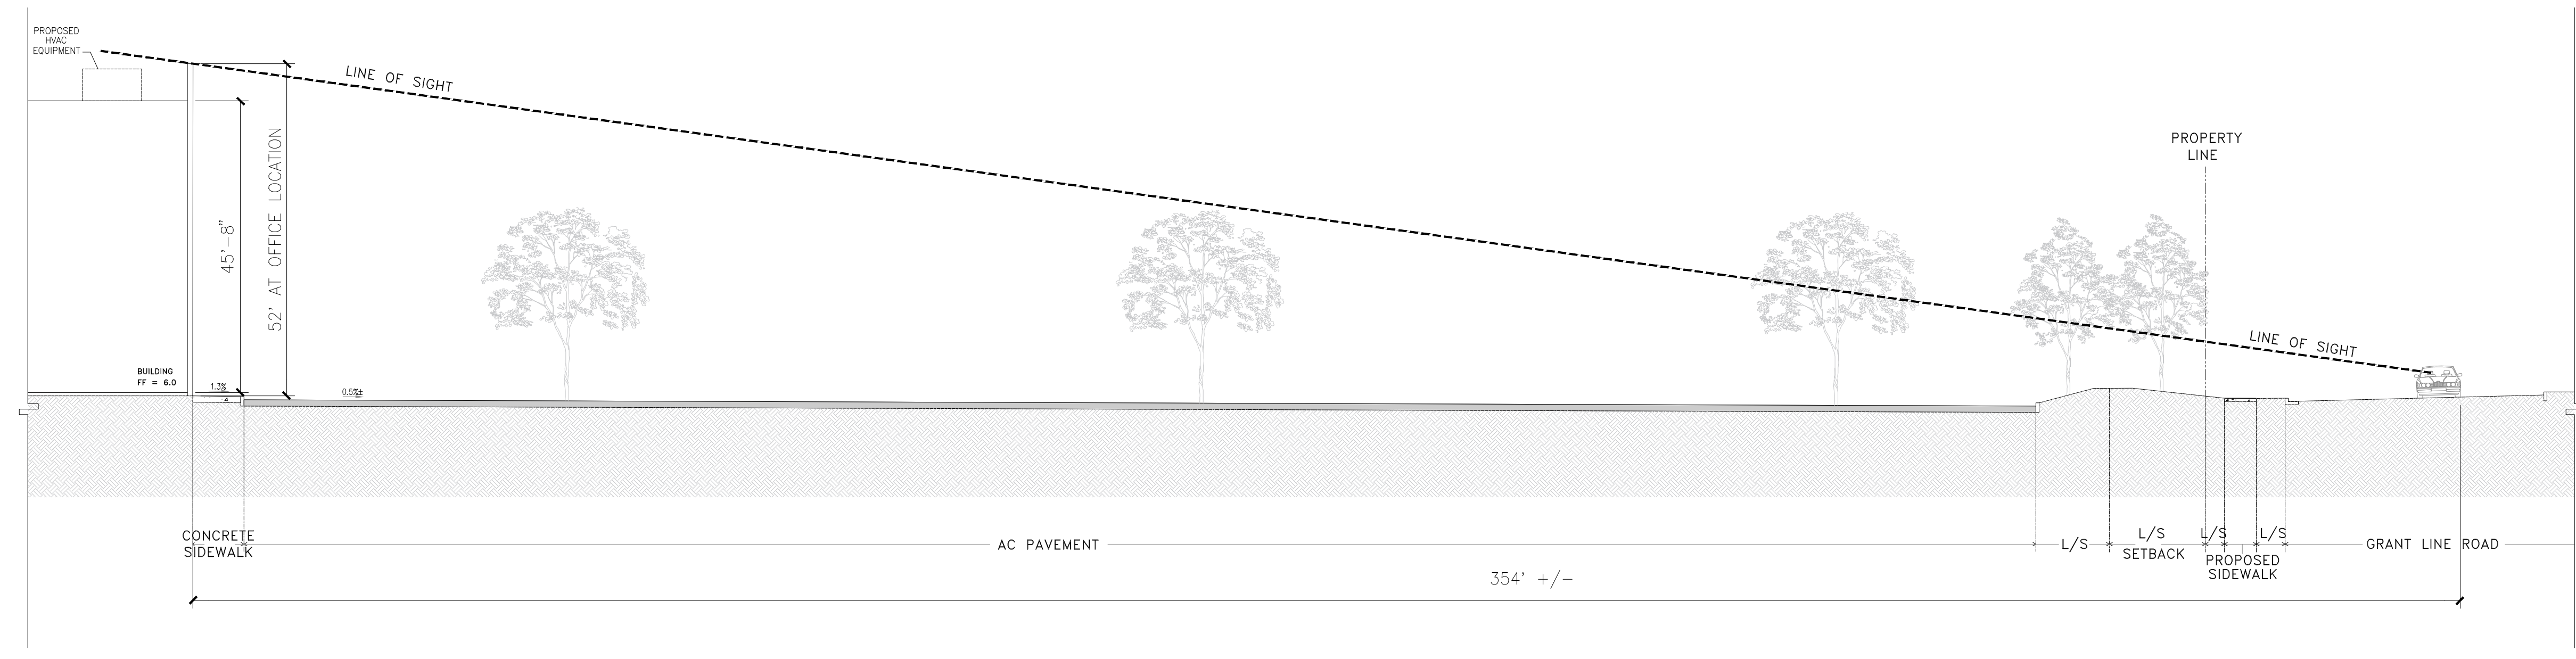 PROPOSED
HVAC
EQUIPMENT
LINE OF SIGHT
52' AT OFFICE LOCATION
45'-8"
PROPERTY
LINE
LINE OF SIGHT
BUILDING
FF = 6.0
1.3%
0.5%±
CONCRETE
SIDEWALK
AC PAVEMENT
L/S
L/S
SETBACK
L/S
PROPOSED
SIDEWALK
L/S
GRANT LINE ROAD
354' +/-